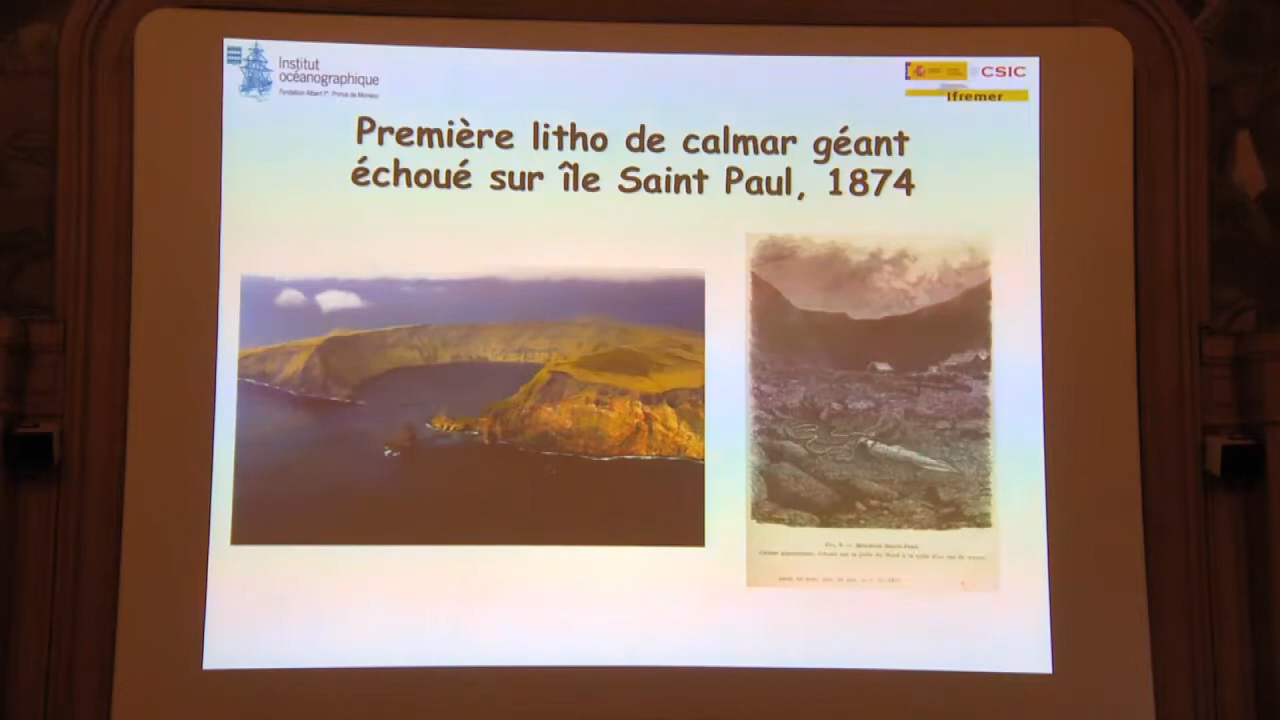 Institut
océanographique
Fondation Albert Iᵉʳ, Prince de Monaco
CSIC
Ifremer
Première litho de calmar géant
échoué sur île Saint Paul, 1874